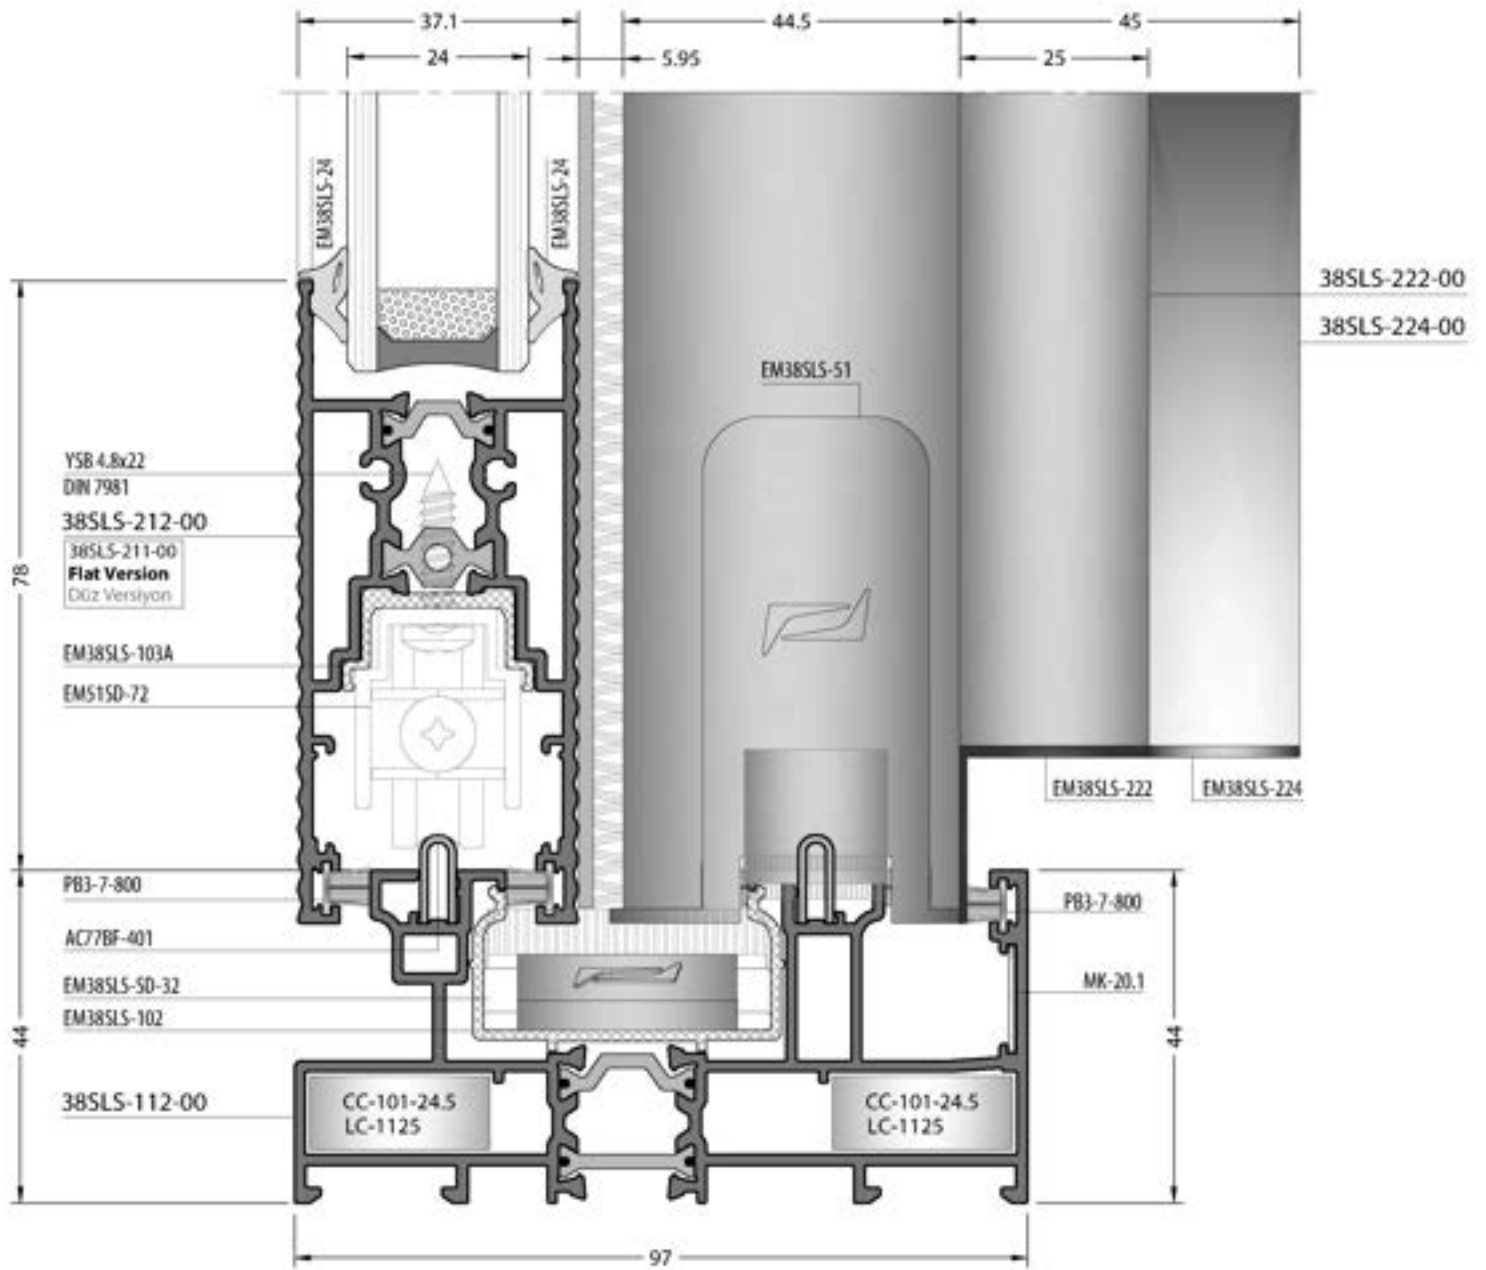 37.1
44.5
45
24
5.95
25
EM38SLS-24
EM38SLS-24
38SLS-222-00
38SLS-224-00
EM38SLS-51
YSB 4.8x22
DIN 7981
38SLS-212-00
38SLS-211-00
Flat Version
Düz Versiyon
78
EM38SLS-103A
EM51SD-72
EM38SLS-222
EM38SLS-224
PB3-7-800
PB3-7-800
AC77BF-401
EM38SLS-SD-32
MK-20.1
EM38SLS-102
44
44
38SLS-112-00
CC-101-24.5
LC-1125
CC-101-24.5
LC-1125
97